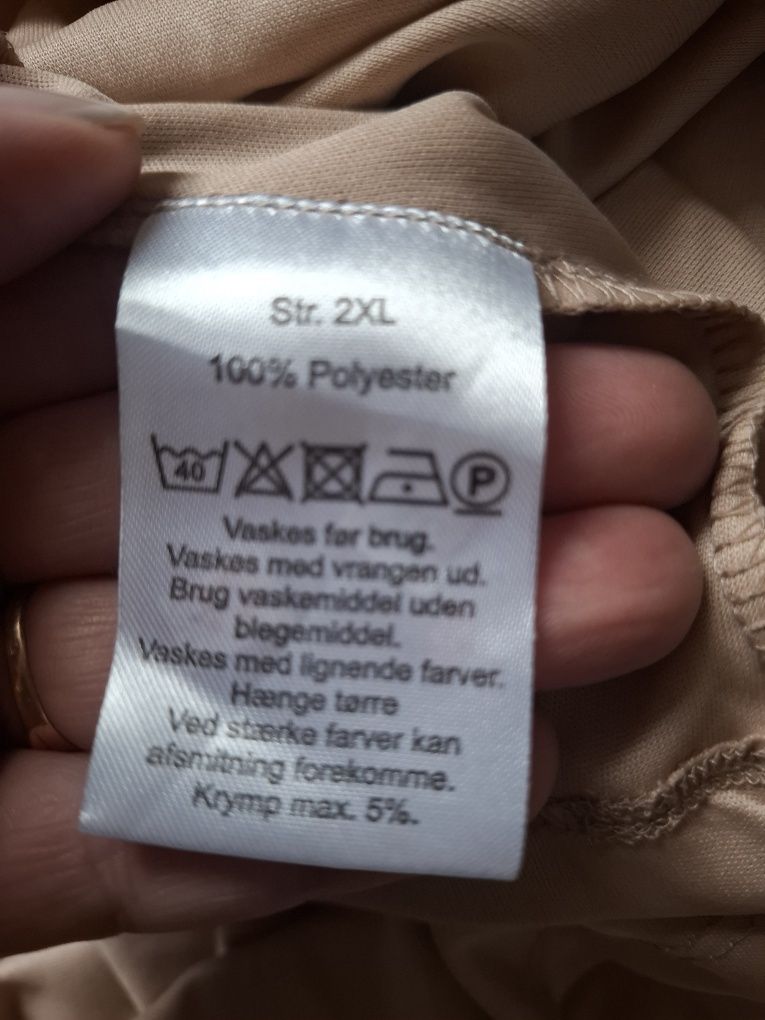 Str. 2XL
100% Polyester
40 P
Vaskes før brug.
Vaskes med vrangen ud.
Brug vaskemiddel uden
blegemiddel.
Vaskes med lignende farver.
Hænge tørre
Ved stærke farver kan
afsmitning forekomme.
Krymp max. 5%.